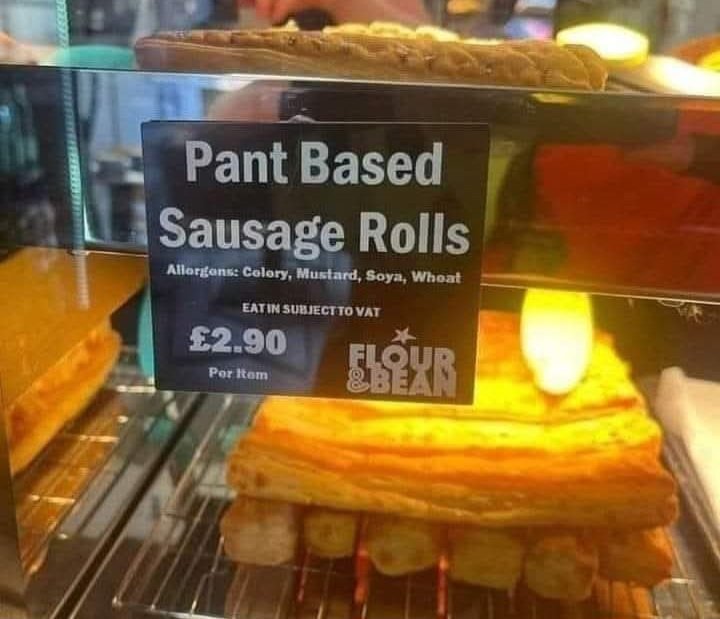 Pant Based
Sausage Rolls
Allergens: Celery, Mustard, Soya, Wheat
EAT IN SUBJECT TO VAT
£2.90
Per Item
FLOUR
&BEAN